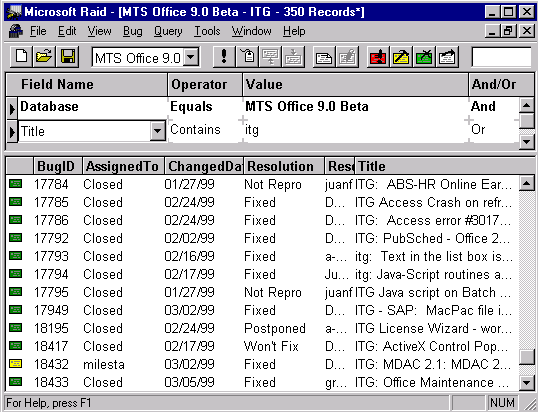 Microsoft Raid - [MTS Office 9.0 Beta - ITG - 350 Records*]
File Edit View Bug Query Tools Window Help
MTS Office 9.0
Field Name Operator Value And/Or
Database Equals MTS Office 9.0 Beta And
Title Contains itg Or
BugID AssignedTo ChangedDa Resolution Reso Title
17784 Closed 01/27/99 Not Repro juanf ITG: ABS-HR Online Ear...
17785 Closed 02/24/99 Fixed D... ITG Access Crash on refr...
17786 Closed 02/24/99 Fixed D... ITG: Access error #3017...
17792 Closed 02/02/99 Fixed D... ITG: PubSched - Office 2...
17793 Closed 02/16/99 Fixed a-... itg: Text in the list box is...
17794 Closed 02/17/99 Fixed Ju... itg: Java-Script routines a...
17795 Closed 01/27/99 Not Repro juanf ITG Java script on Batch ...
17949 Closed 03/02/99 Fixed D... ITG - SAP: MacPac file i...
18195 Closed 02/24/99 Postponed a-... ITG License Wizard - wor...
18417 Closed 02/17/99 Won't Fix D... ITG: ActiveX Control Pop...
18432 milesta 03/02/99 Fixed D... ITG: MDAC 2.1: MDAC 2...
18433 Closed 03/05/99 Fixed gr... ITG: Office Maintenance ...
For Help, press F1 NUM